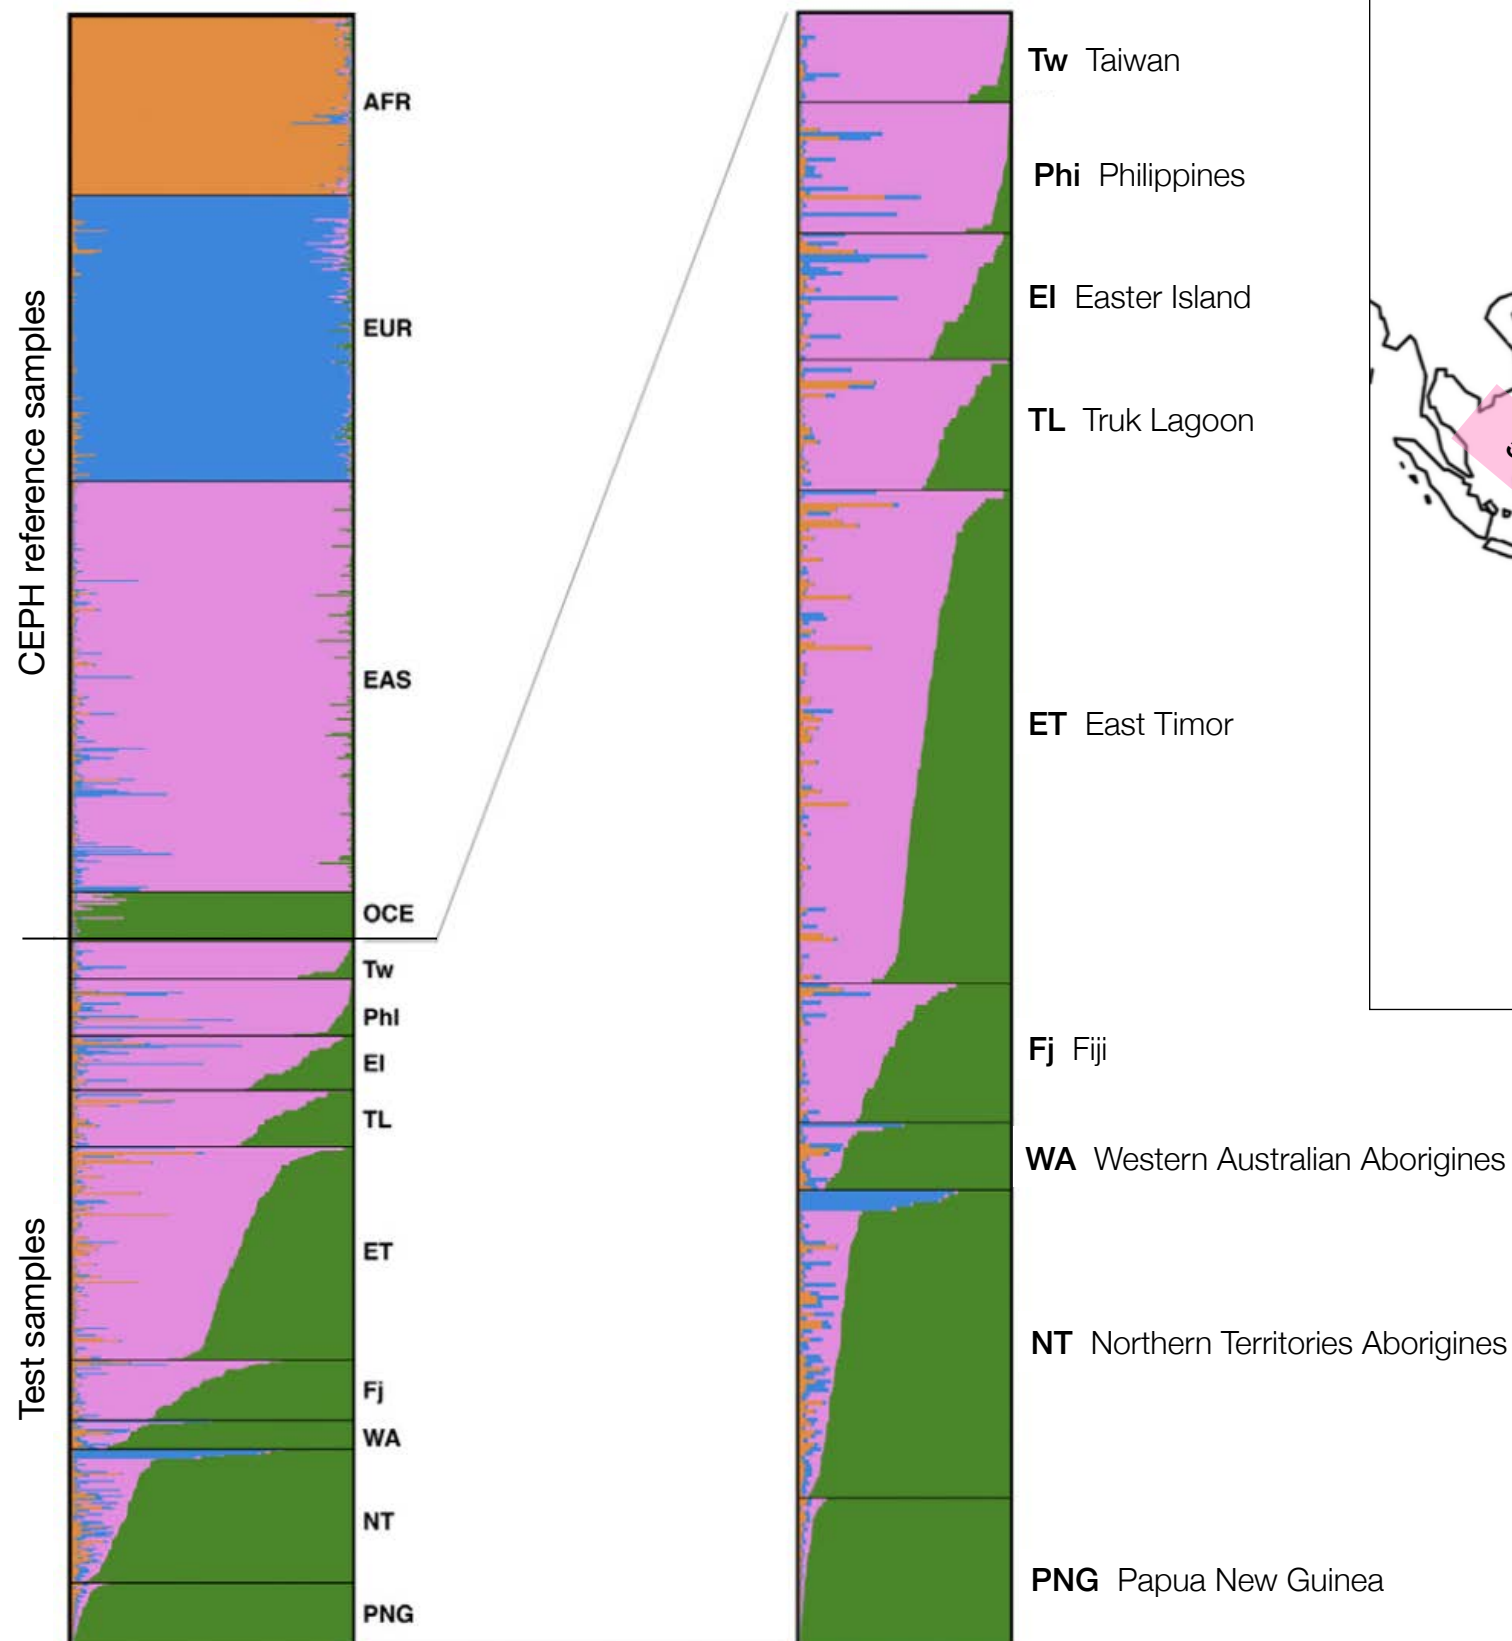 CEPH reference samples
AFR
EUR
EAS
OCE
Test samples
Tw
PhI
EI
TL
ET
Fj
WA
NT
PNG
Tw Taiwan
Phi Philippines
EI Easter Island
TL Truk Lagoon
ET East Timor
Fj Fiji
WA Western Australian Aborigines
NT Northern Territories Aborigines
PNG Papua New Guinea